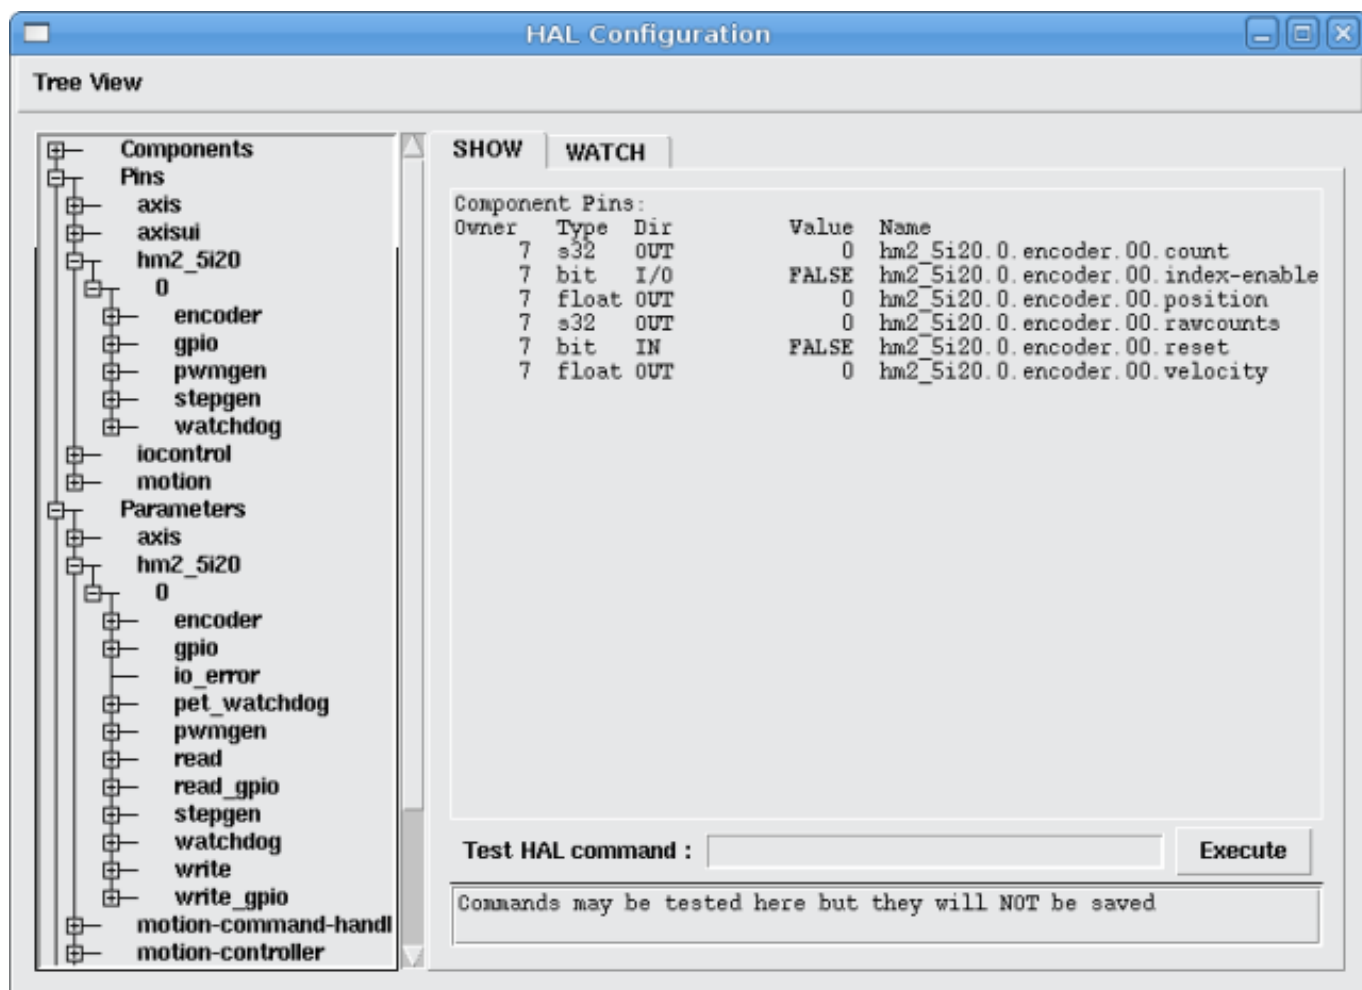 HAL Configuration
Tree View
Components
Pins
axis
axisui
hm2_5i20
0
encoder
gpio
pwmgen
stepgen
watchdog
iocontrol
motion
Parameters
axis
hm2_5i20
0
encoder
gpio
io_error
pet_watchdog
pwmgen
read
read_gpio
stepgen
watchdog
write
write_gpio
motion-command-handl
motion-controller
SHOW WATCH
Component Pins:
Owner Type Dir Value Name
7 s32 OUT 0 hm2_5i20.0.encoder.00.count
7 bit I/O FALSE hm2_5i20.0.encoder.00.index-enable
7 float OUT 0 hm2_5i20.0.encoder.00.position
7 s32 OUT 0 hm2_5i20.0.encoder.00.rawcounts
7 bit IN FALSE hm2_5i20.0.encoder.00.reset
7 float OUT 0 hm2_5i20.0.encoder.00.velocity
Test HAL command : Execute
Commands may be tested here but they will NOT be saved